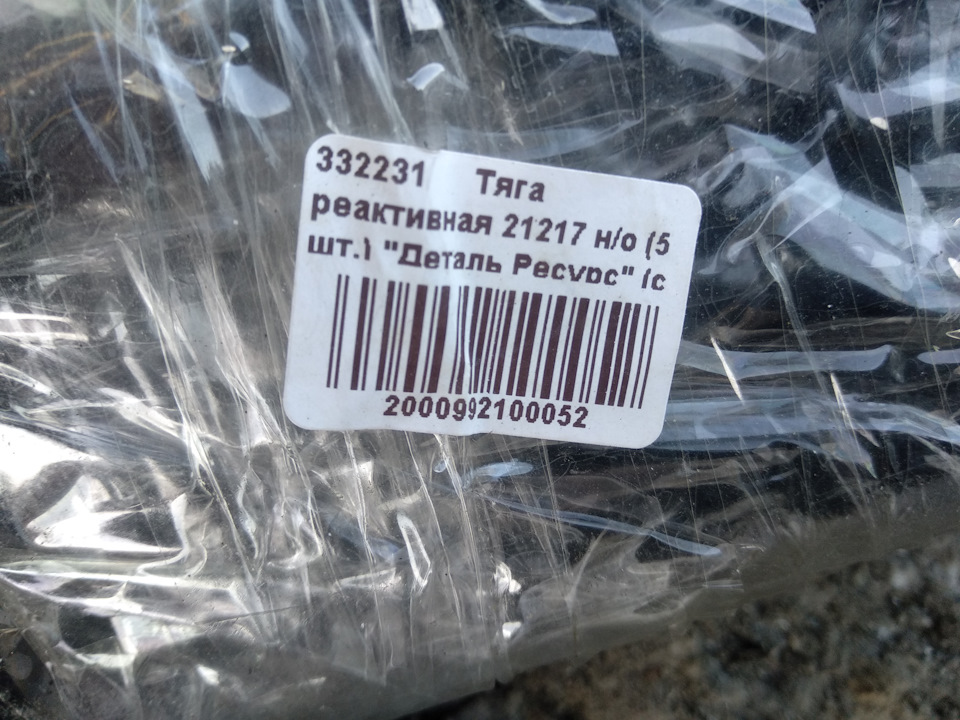 332231 Тяга
реактивная 21217 н/о (5
шт.) "Деталь Ресурс" (с
2000992100052